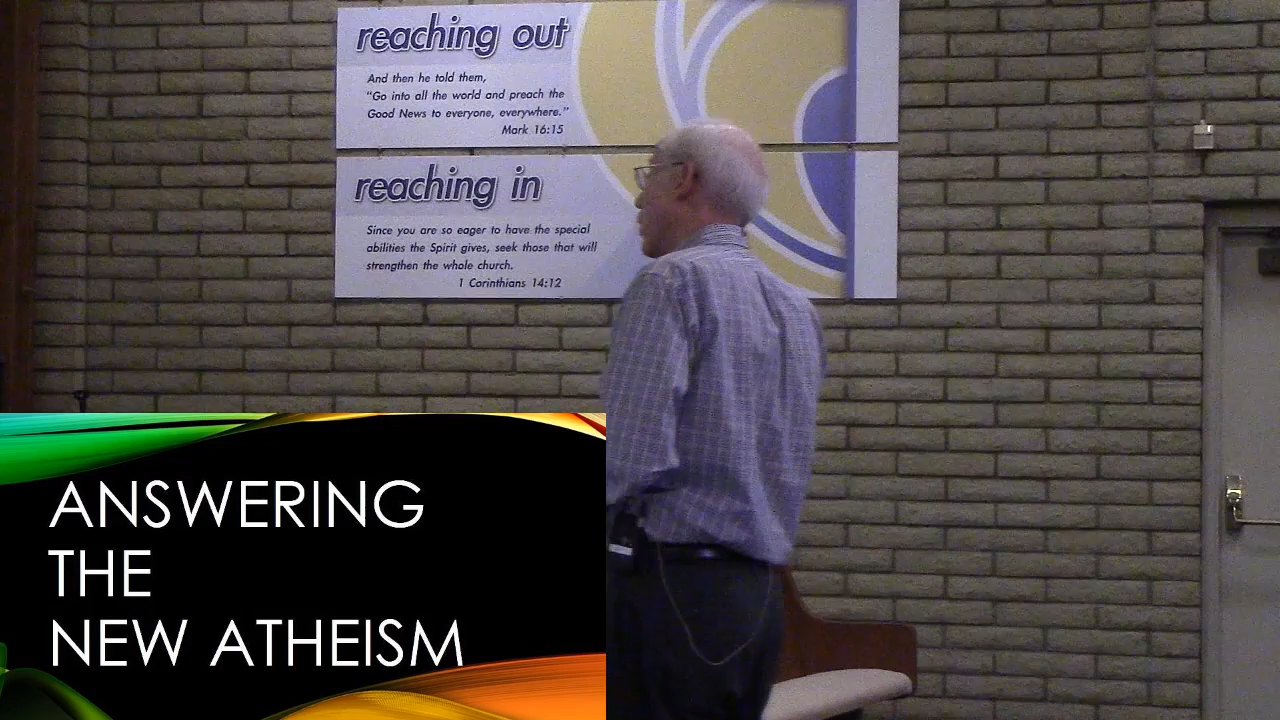 reaching out
And then he told them,
“Go into all the world and preach the
Good News to everyone, everywhere.”
Mark 16:15
reaching in
Since you are so eager to have the special
abilities the Spirit gives, seek those that will
strengthen the whole church.
1 Corinthians 14:12
ANSWERING
THE
NEW ATHEISM